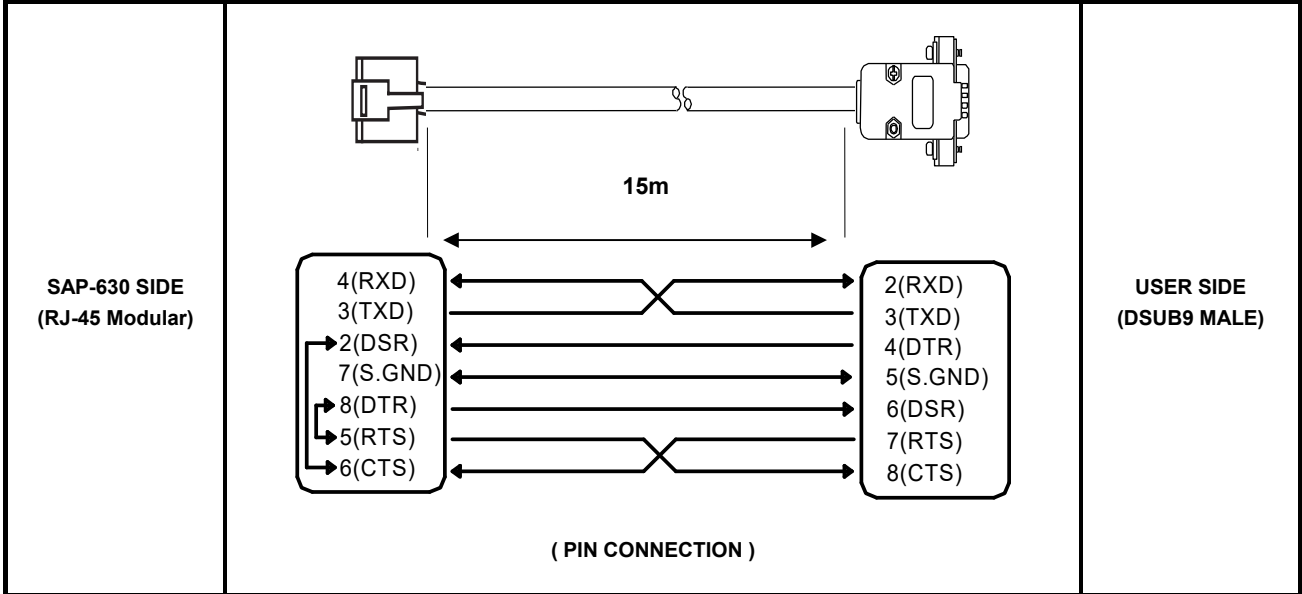 SAP-630 SIDE
(RJ-45 Modular)
15m
4(RXD)
3(TXD)
2(DSR)
7(S.GND)
8(DTR)
5(RTS)
6(CTS)
2(RXD)
3(TXD)
4(DTR)
5(S.GND)
6(DSR)
7(RTS)
8(CTS)
( PIN CONNECTION )
USER SIDE
(DSUB9 MALE)